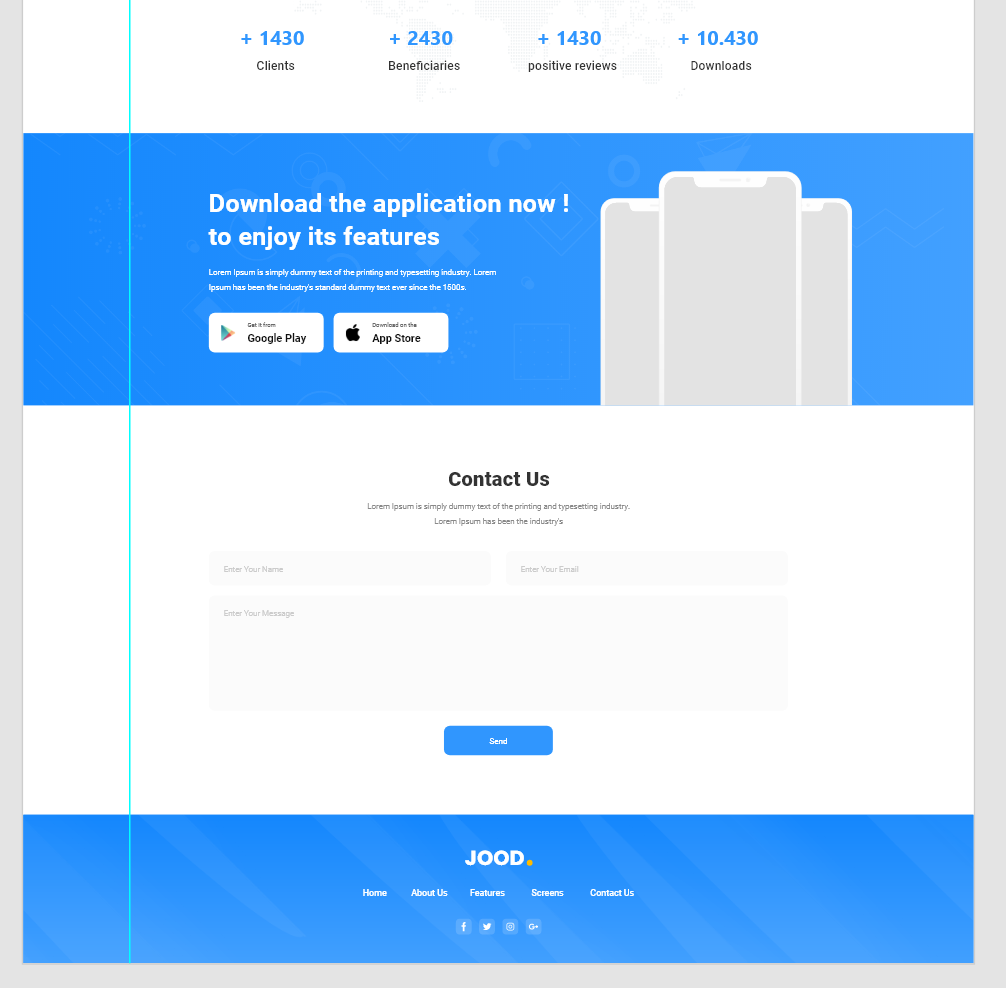 + 1430
+ 2430
+ 1430
+ 10.430
Clients
Beneficiaries
positive reviews
Downloads
Download the application now !
to enjoy its features
Lorem Ipsum is simply dummy text of the printing and typesetting industry. Lorem
Ipsum has been the industry's standard dummy text ever since the 1500s.
Get it from
Google Play
Download on the
App Store
Contact Us
Lorem Ipsum is simply dummy text of the printing and typesetting industry.
Lorem Ipsum has been the industry's
Enter Your Name
Enter Your Email
Enter Your Message
Send
JOOD.
Home
About Us
Features
Screens
Contact Us